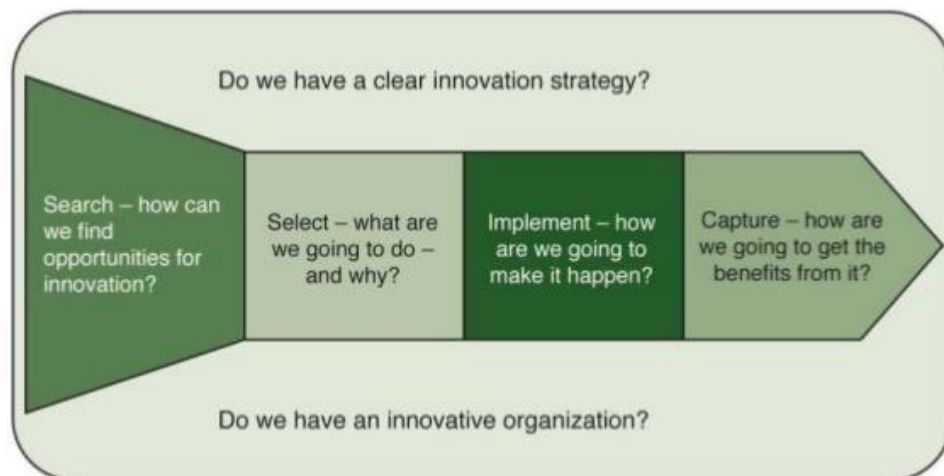 Do we have a clear innovation strategy?
Search – how can
we find
opportunities for
innovation?
Select – what are
we going to do –
and why?
Implement – how
are we going to
make it happen?
Capture – how are
we going to get the
benefits from it?
Do we have an innovative organization?